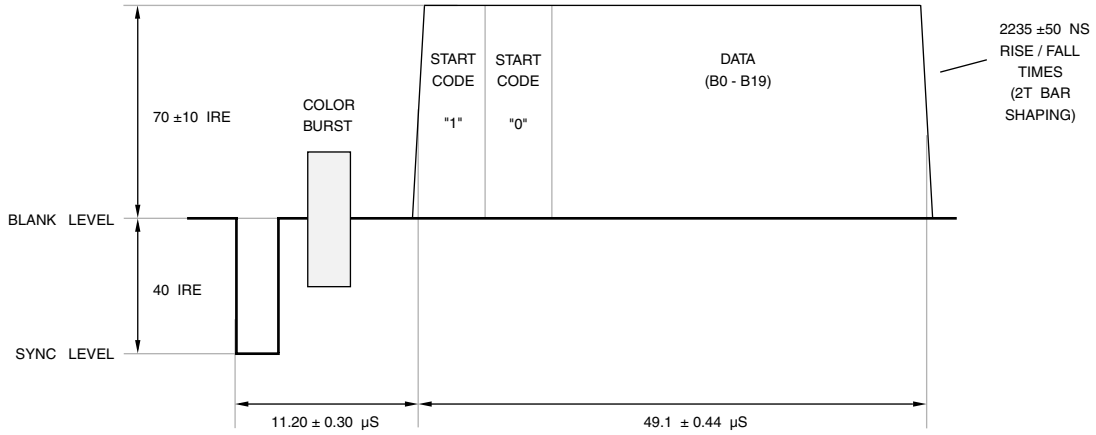 2235 ±50 NS
RISE / FALL
TIMES
(2T BAR
SHAPING)
START
CODE
"1"
START
CODE
"0"
DATA
(B0 - B19)
COLOR
BURST
70 ±10 IRE
BLANK LEVEL
40 IRE
SYNC LEVEL
11.20 ± 0.30 µS
49.1 ± 0.44 µS